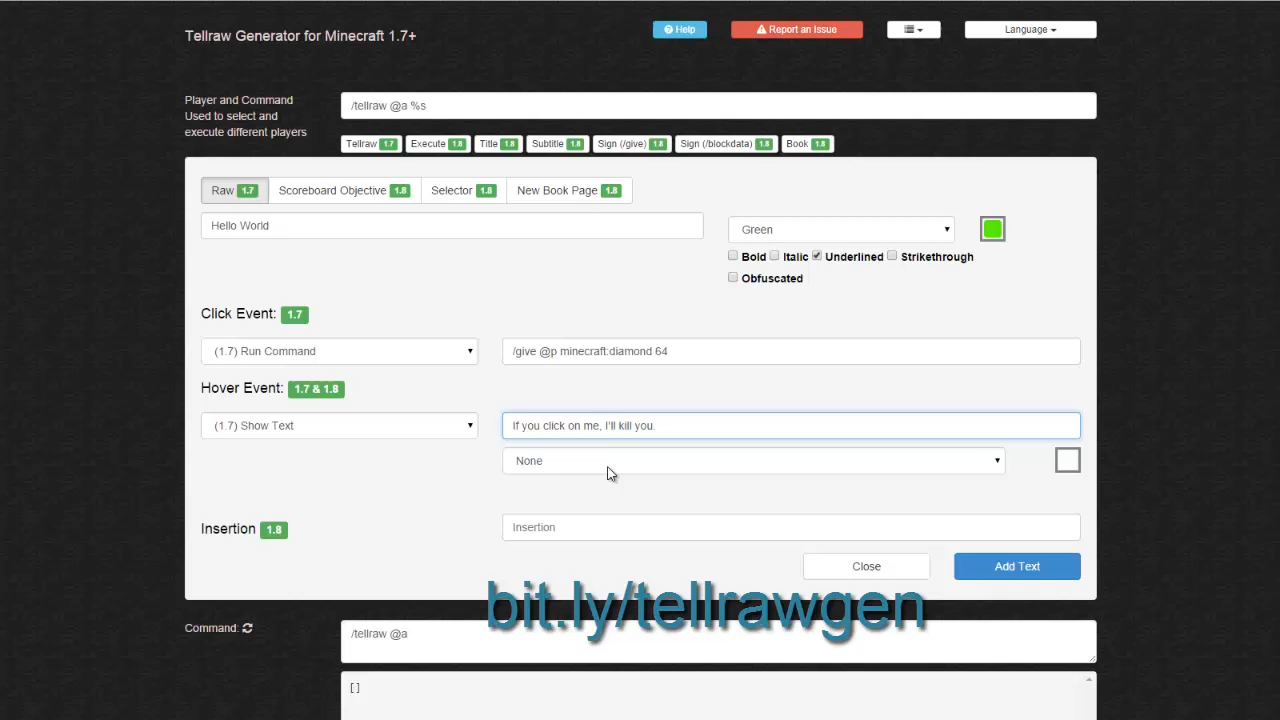 Tellraw Generator for Minecraft 1.7+
Help
Report an Issue
Language
Player and Command
Used to select and
execute different players
/tellraw @a %s
Tellraw 1.7 Execute 1.8 Title 1.8 Subtitle 1.8 Sign (/give) 1.8 Sign (/blockdata) 1.8 Book 1.8
Raw 1.7 Scoreboard Objective 1.8 Selector 1.8 New Book Page 1.8
Hello World
Green
Bold Italic Underlined Strikethrough
Obfuscated
Click Event: 1.7
(1.7) Run Command
/give @p minecraft:diamond 64
Hover Event: 1.7 & 1.8
(1.7) Show Text
If you click on me, I'll kill you.
None
Insertion 1.8
Insertion
Close
Add Text
bit.ly/tellrawgen
Command:
/tellraw @a
[ ]